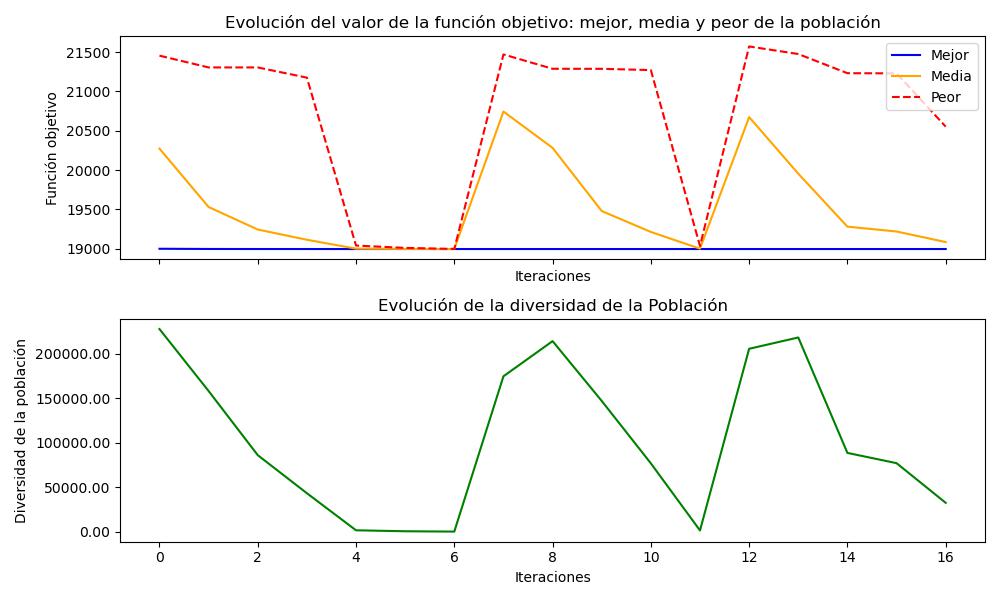 Evolución del valor de la función objetivo: mejor, media y peor de la población
Función objetivo
21500
21000
20500
20000
19500
19000
Mejor
Media
Peor
Iteraciones
Evolución de la diversidad de la Población
Diversidad de la población
200000.00
150000.00
100000.00
50000.00
0.00
0 2 4 6 8 10 12 14 16
Iteraciones